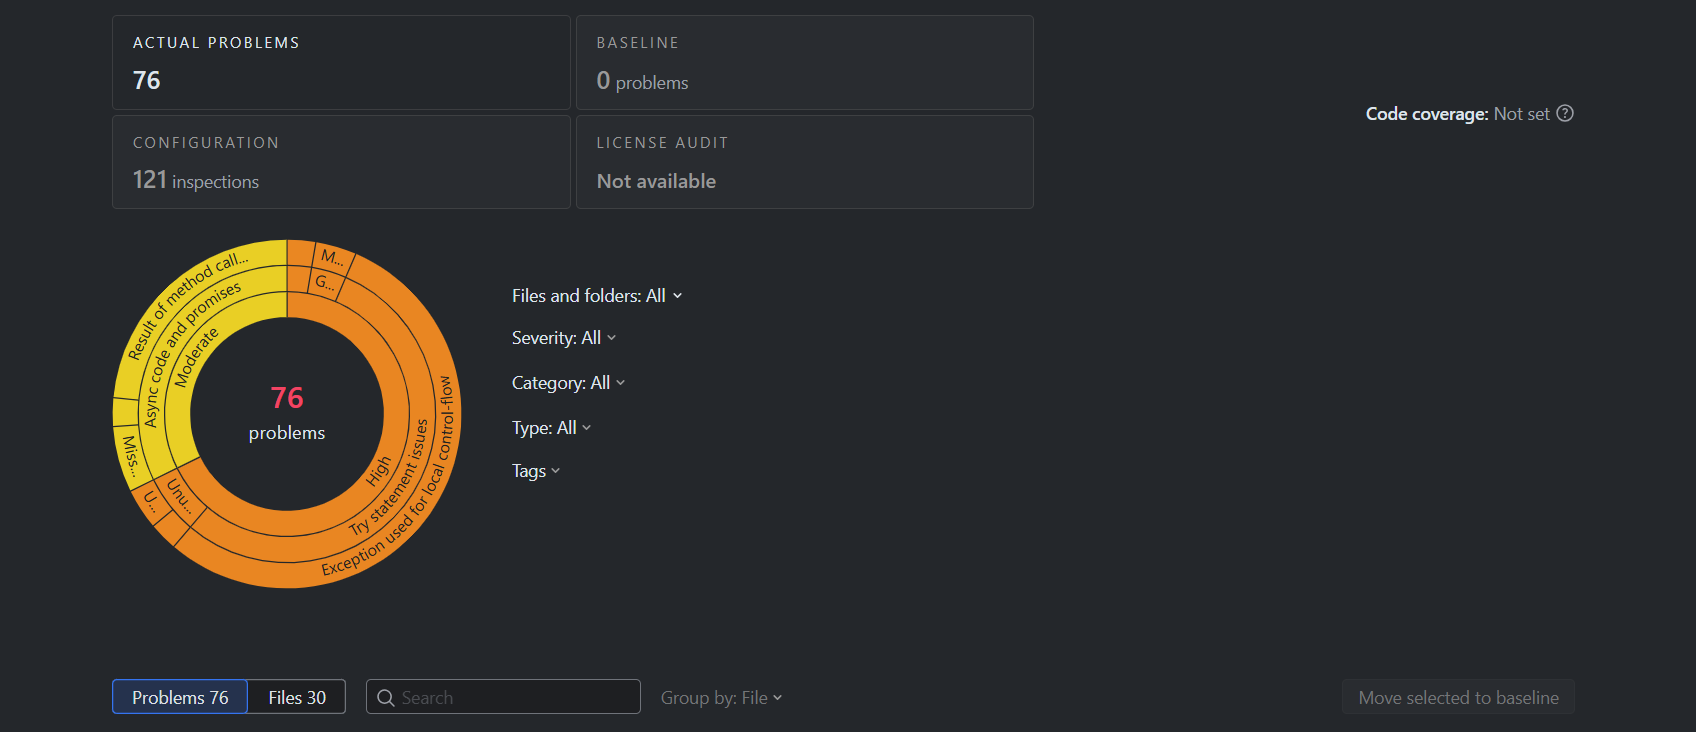 ACTUAL PROBLEMS
76
BASELINE
0 problems
Code coverage: Not set
CONFIGURATION
121 inspections
LICENSE AUDIT
Not available
M...
G...
Result of method call...
Async code and promises
Moderate
Miss...
U...
Unu...
High
Try statement issues
Exception used for local control-flow
76
problems
Files and folders: All
Severity: All
Category: All
Type: All
Tags
Problems 76
Files 30
Search
Group by: File
Move selected to baseline